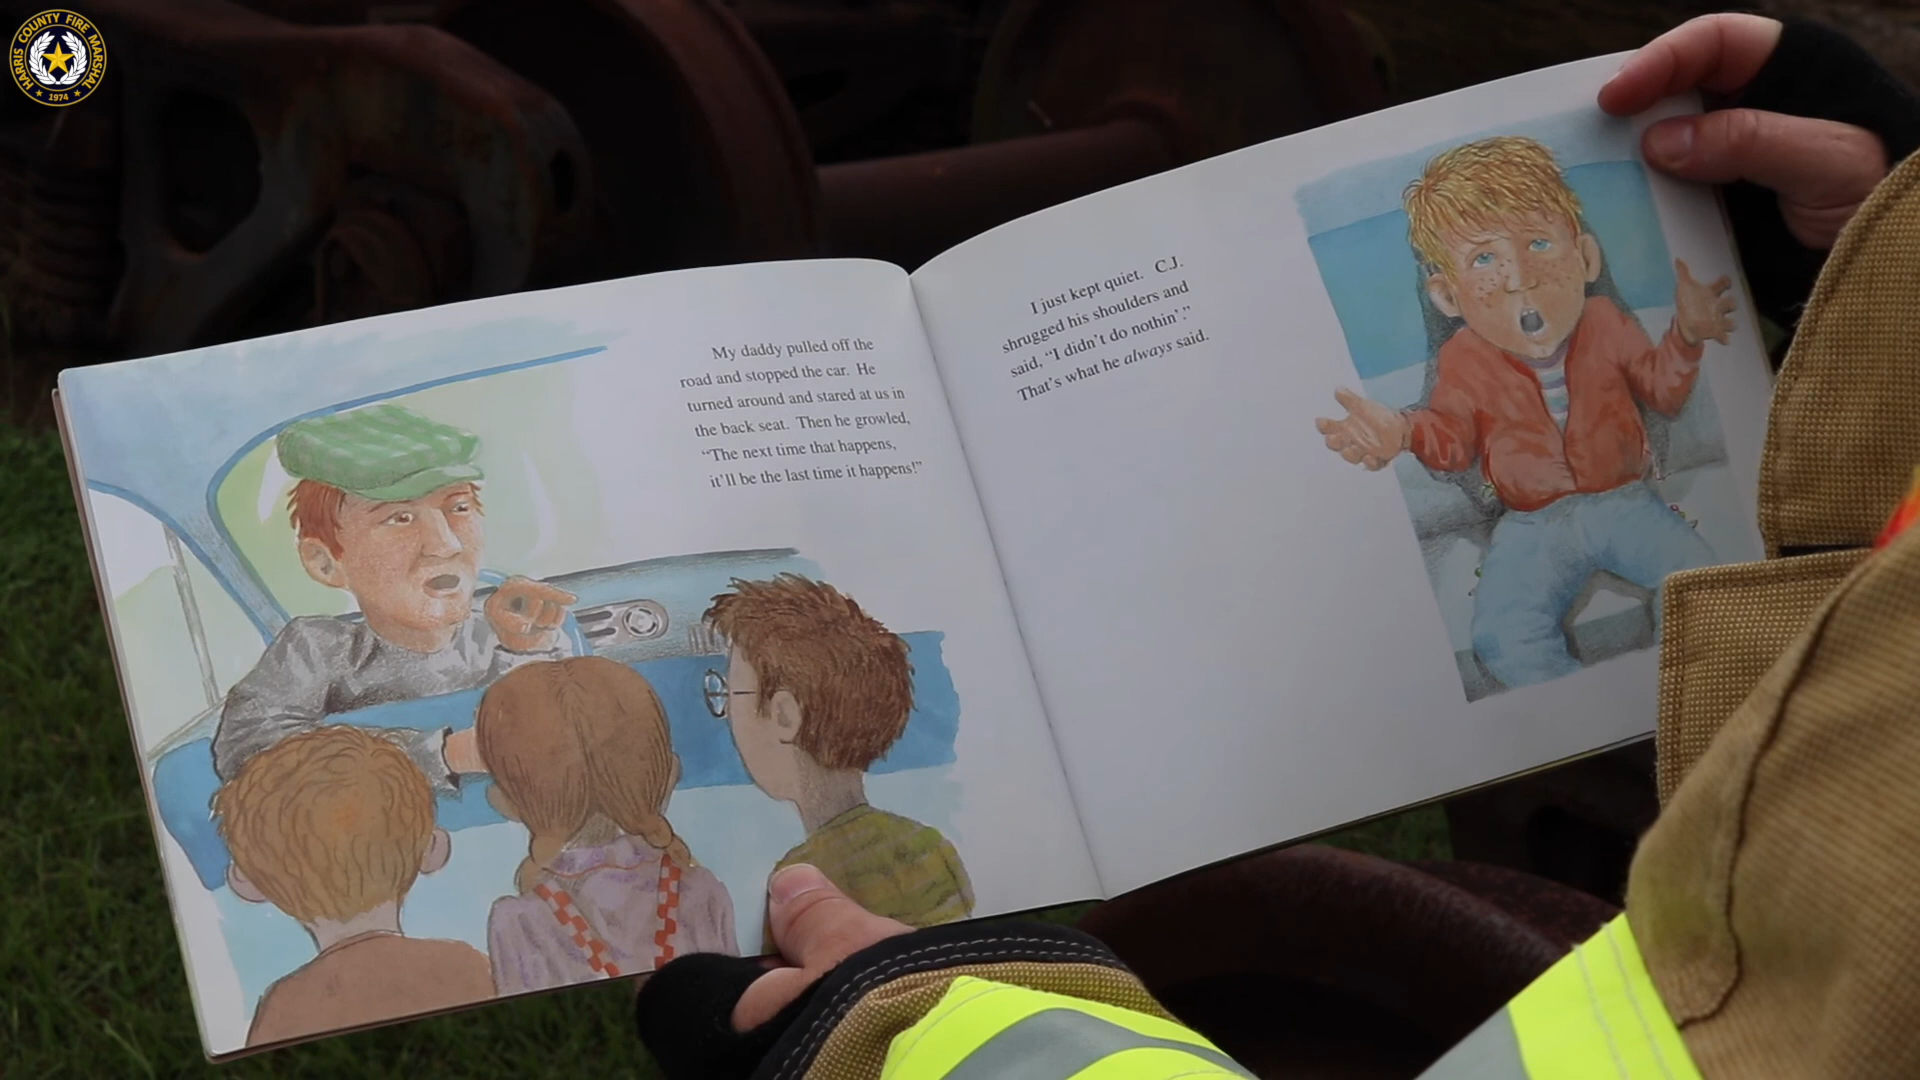 HARRIS COUNTY FIRE MARSHAL
1974
My daddy pulled off the
road and stopped the car. He
turned around and stared at us in
the back seat. Then he growled,
“The next time that happens,
it’ll be the last time it happens!”
I just kept quiet. C.J.
shrugged his shoulders and
said, “I didn’t do nothin’.”
That’s what he always said.